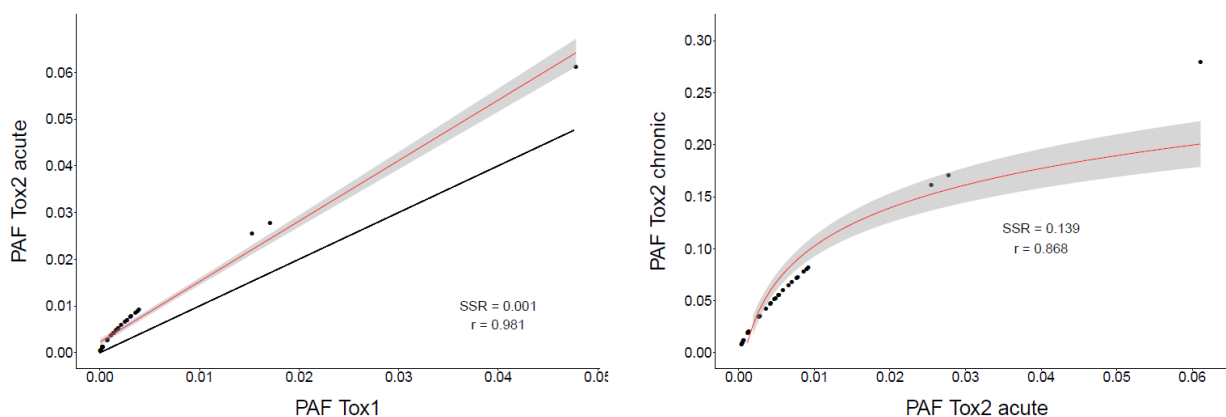 PAF Tox2 acute
0.06
0.05
0.04
0.03
0.02
0.01
0.00
SSR = 0.001
r = 0.981
0.00 0.01 0.02 0.03 0.04 0.05
PAF Tox1
PAF Tox2 chronic
0.30
0.25
0.20
0.15
0.10
0.05
0.00
SSR = 0.139
r = 0.868
0.00 0.01 0.02 0.03 0.04 0.05 0.06
PAF Tox2 acute